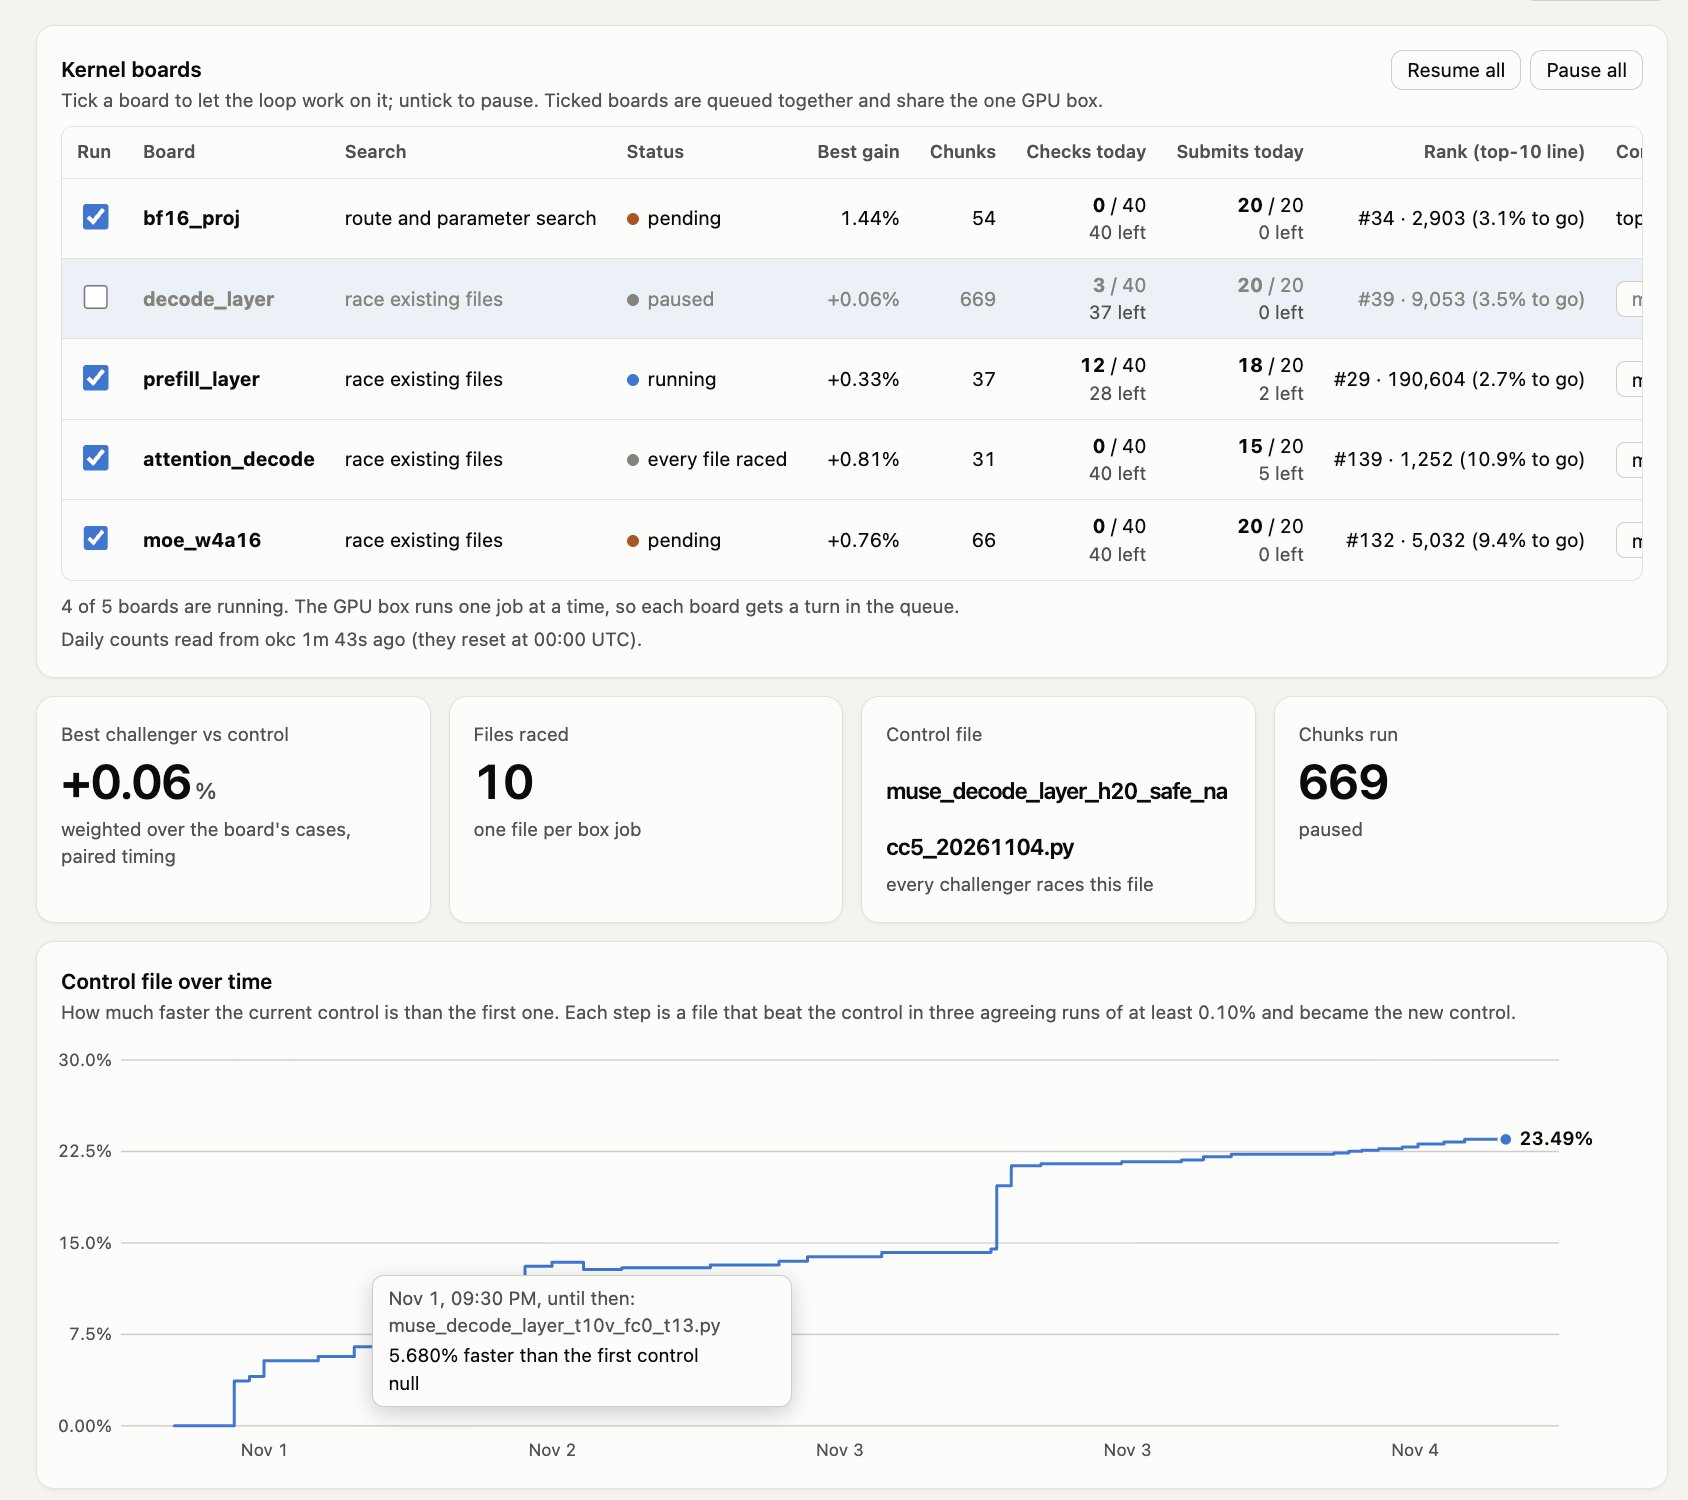 Kernel boards
Resume all
Pause all
Tick a board to let the loop work on it; untick to pause. Ticked boards are queued together and share the one GPU box.
Run Board Search Status Best gain Chunks Checks today Submits today Rank (top-10 line)
bf16_proj route and parameter search pending 1.44% 54 0 / 40 20 / 20 #34 · 2,903 (3.1% to go) top
40 left 0 left
decode_layer race existing files paused +0.06% 669 3 / 40 20 / 20 #39 · 9,053 (3.5% to go)
37 left 0 left
prefill_layer race existing files running +0.33% 37 12 / 40 18 / 20 #29 · 190,604 (2.7% to go)
28 left 2 left
attention_decode race existing files every file raced +0.81% 31 0 / 40 15 / 20 #139 · 1,252 (10.9% to go)
40 left 5 left
moe_w4a16 race existing files pending +0.76% 66 0 / 40 20 / 20 #132 · 5,032 (9.4% to go)
40 left 0 left
4 of 5 boards are running. The GPU box runs one job at a time, so each board gets a turn in the queue.
Daily counts read from okc 1m 43s ago (they reset at 00:00 UTC).
Best challenger vs control
+0.06%
weighted over the board's cases,
paired timing
Files raced
10
one file per box job
Control file
muse_decode_layer_h20_safe_na
cc5_20261104.py
every challenger races this file
Chunks run
669
paused
Control file over time
How much faster the current control is than the first one. Each step is a file that beat the control in three agreeing runs of at least 0.10% and became the new control.
30.0%
22.5%
23.49%
15.0%
7.5%
0.00%
Nov 1, 09:30 PM, until then:
muse_decode_layer_t10v_fc0_t13.py
5.680% faster than the first control
null
Nov 1 Nov 2 Nov 3 Nov 3 Nov 4